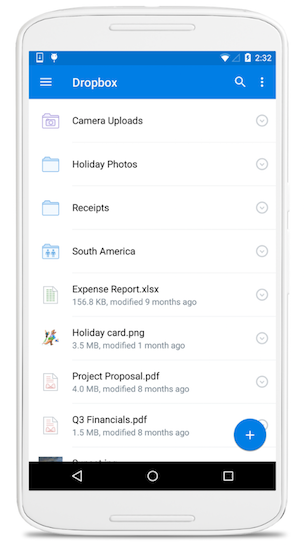 2:32
Dropbox
Camera Uploads
Holiday Photos
Receipts
South America
Expense Report.xlsx
156.8 KB, modified 9 months ago
Holiday card.png
3.5 MB, modified 1 month ago
Project Proposal.pdf
4.0 MB, modified 8 months ago
Q3 Financials.pdf
1.5 MB, modified 8 months ago